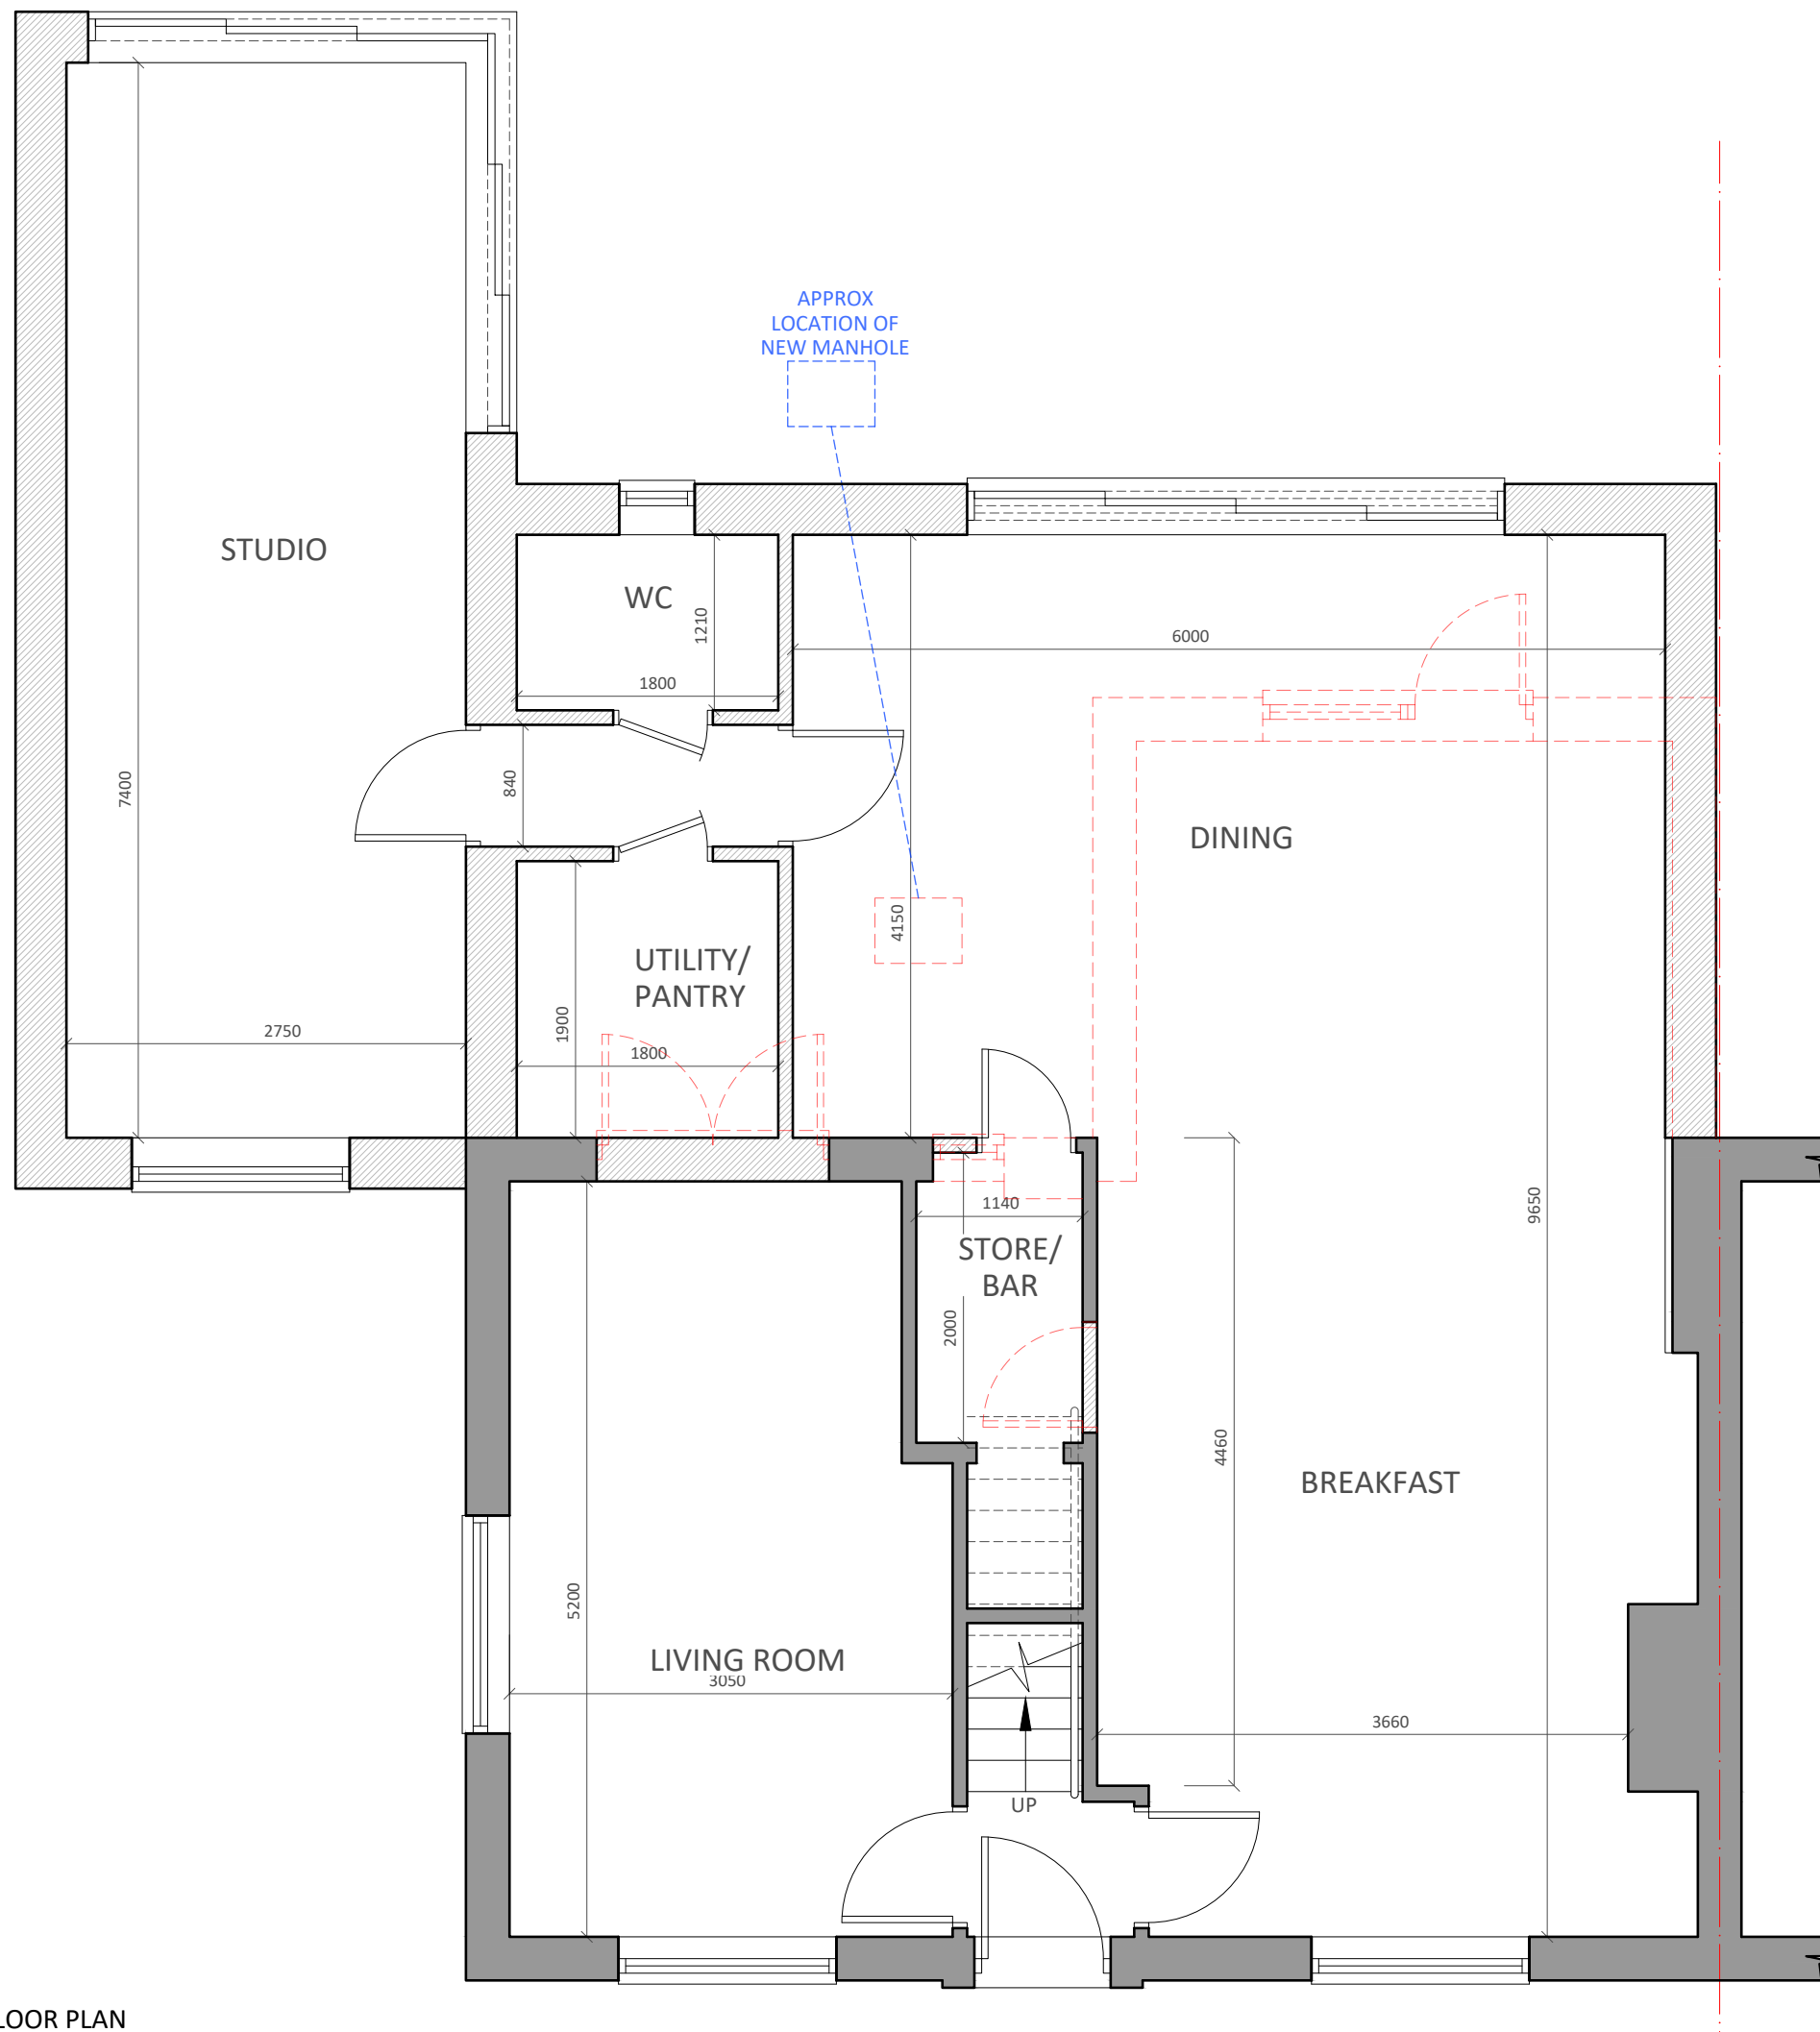 APPROX
LOCATION OF
NEW MANHOLE
STUDIO
WC
1210
6000
1800
7400
840
DINING
4150
UTILITY/
PANTRY
1900
2750
1800
9650
1140
STORE/
BAR
2000
4460
BREAKFAST
5200
LIVING ROOM
3050
3660
UP
LOOR PLAN